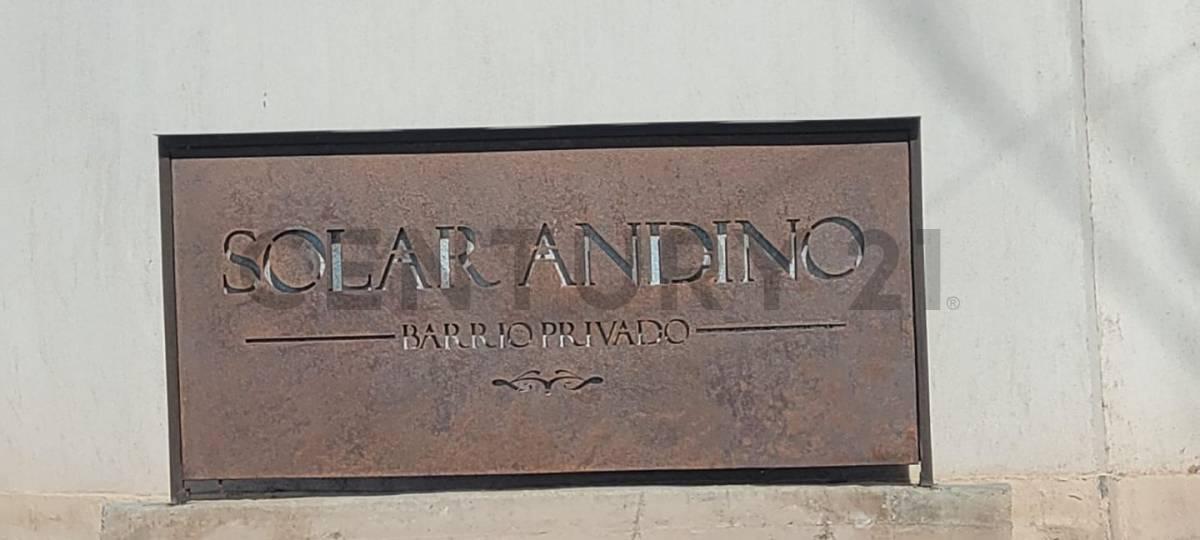 SOLAR ANDINO
CENTURY 21®
BARRIO PRIVADO